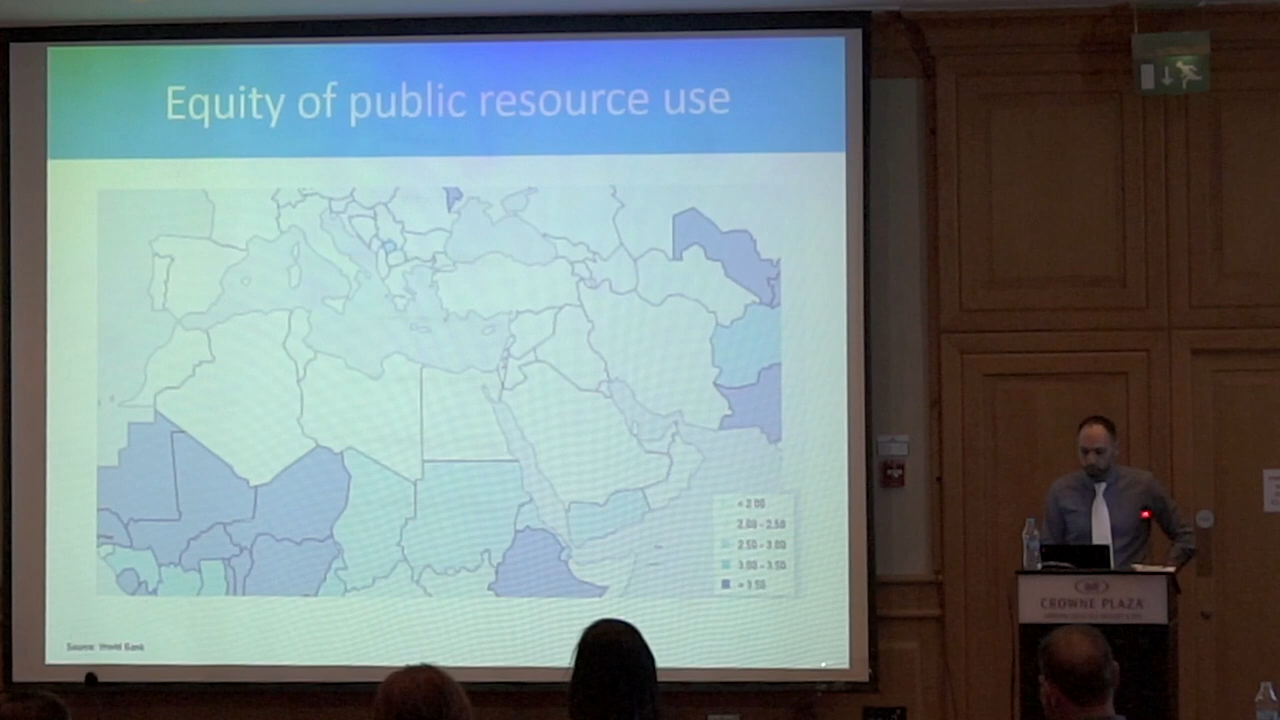 Equity of public resource use
< 2.00
2.00 - 2.50
2.50 - 3.00
3.00 - 3.50
> 3.50
Source: World Bank
CROWNE PLAZA